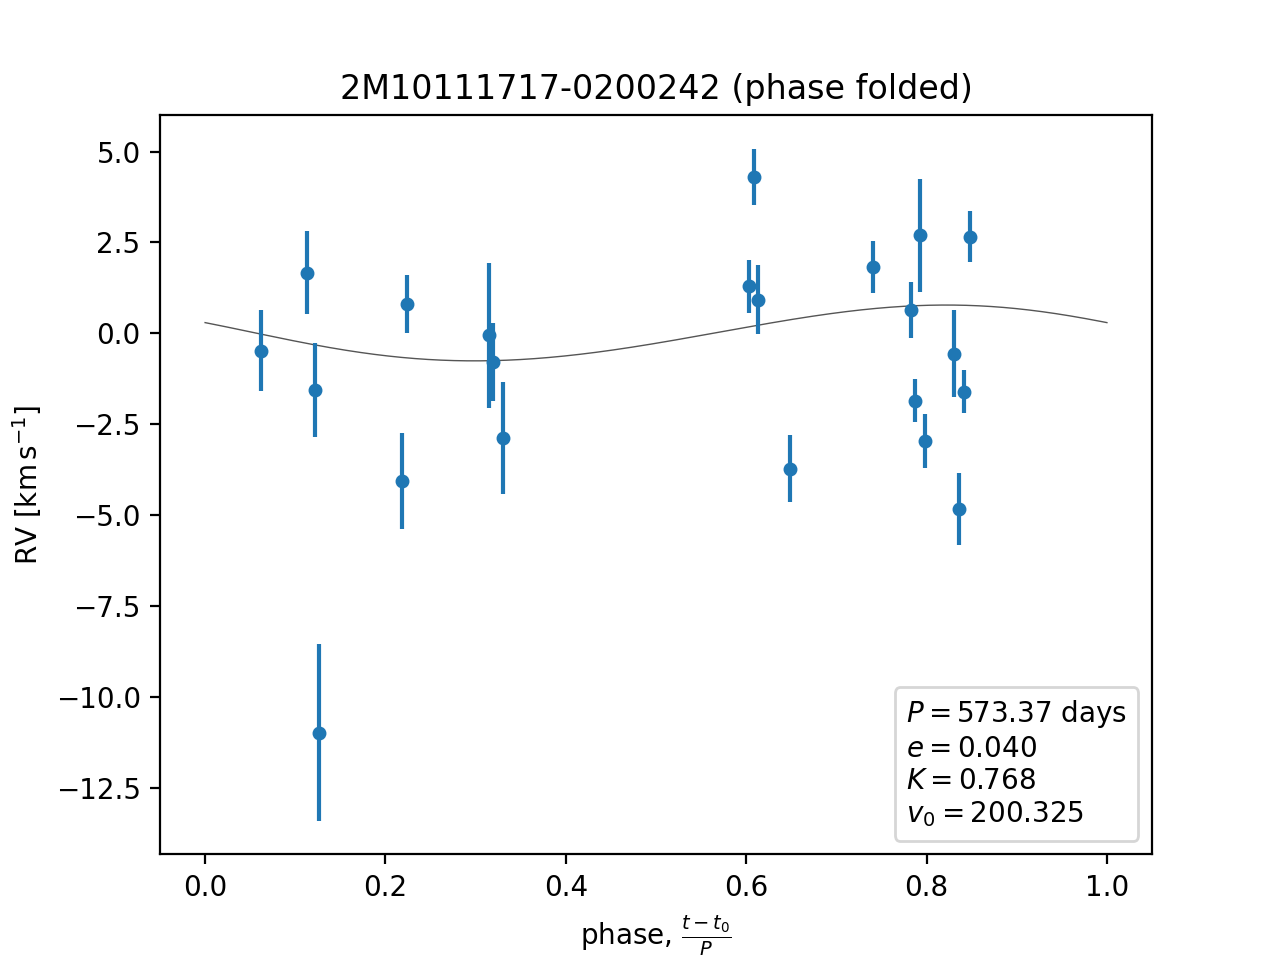 2M10111717-0200242 (phase folded)
RV [km s⁻¹]
5.0
2.5
0.0
−2.5
−5.0
−7.5
−10.0
−12.5
P = 573.37 days
e = 0.040
K = 0.768
v₀ = 200.325
0.0 0.2 0.4 0.6 0.8 1.0
phase, (t − t₀)/P